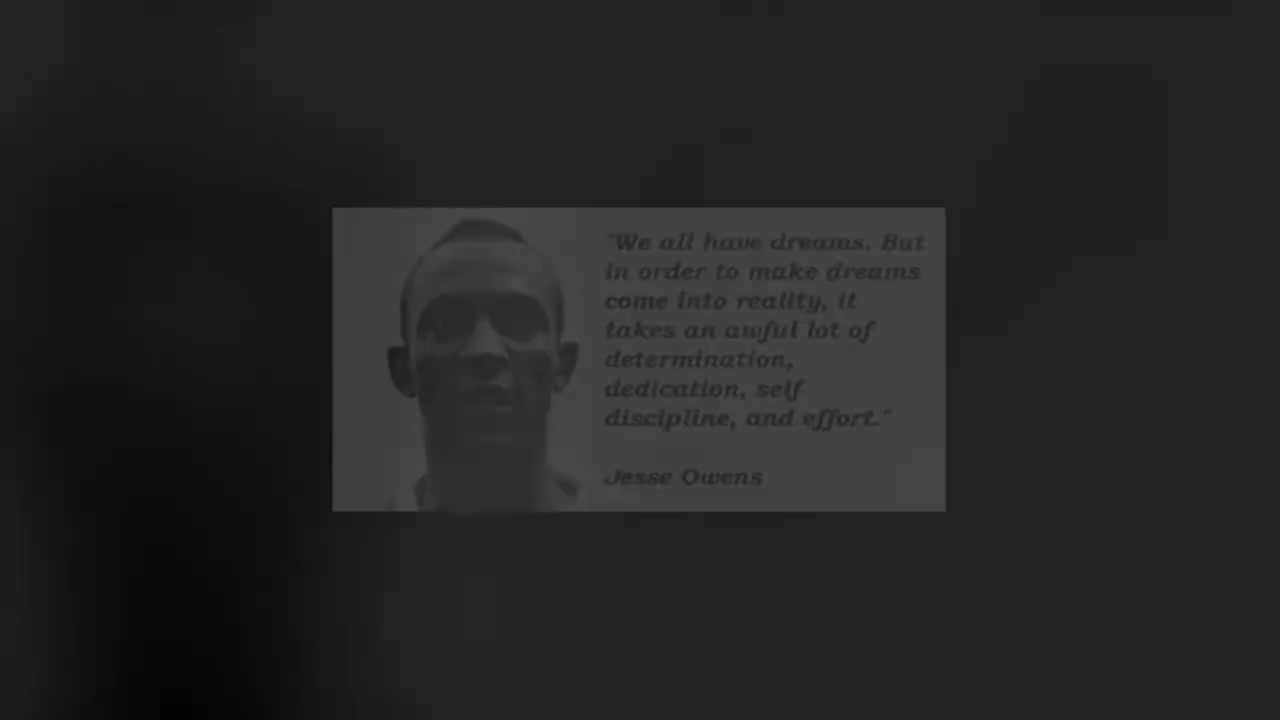 "We all have dreams. But
in order to make dreams
come into reality, it
takes an awful lot of
determination,
dedication, self
discipline, and effort."
Jesse Owens